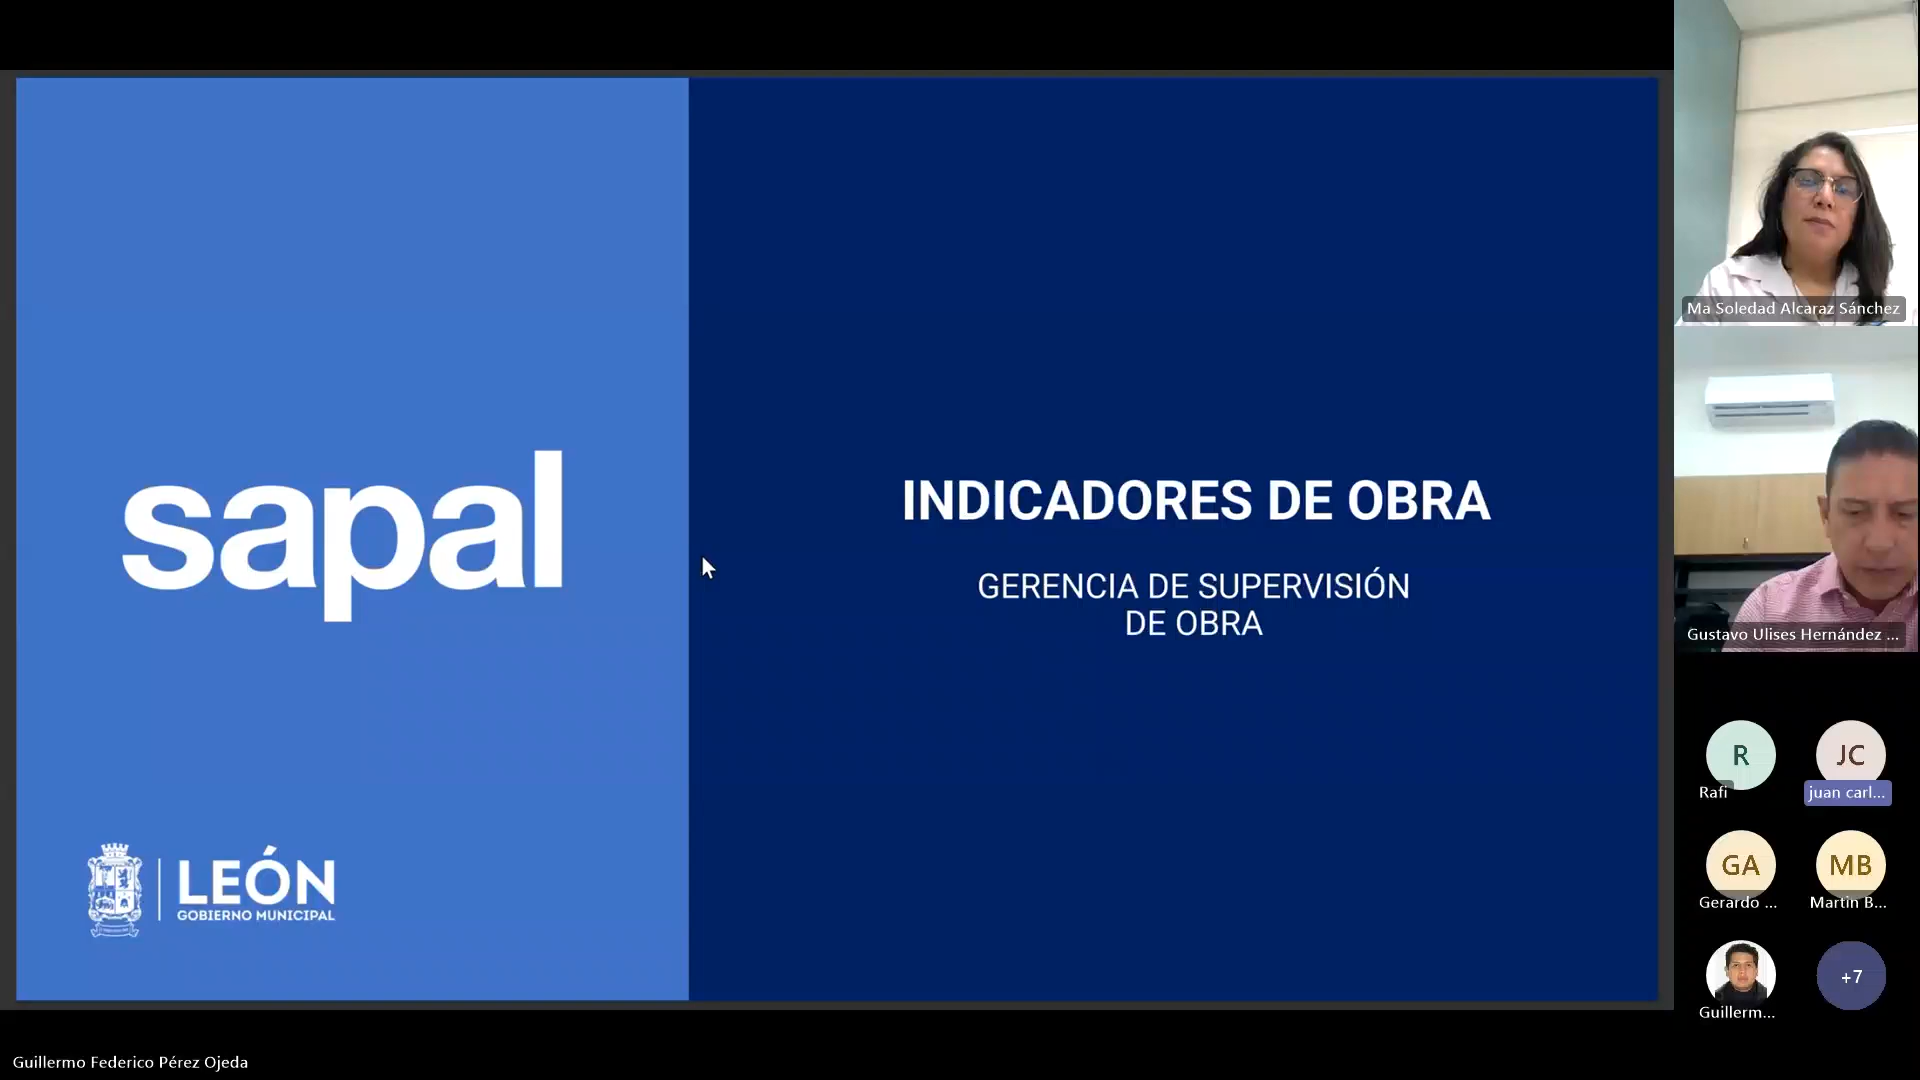 sapal
LEÓN
GOBIERNO MUNICIPAL
INDICADORES DE OBRA
GERENCIA DE SUPERVISIÓN
DE OBRA
Ma Soledad Alcaraz Sánchez
Gustavo Ulises Hernández ...
R
Rafi
JC
juan carl...
GA
Gerardo ...
MB
Martin B...
Guillerm...
+7
Guillermo Federico Pérez Ojeda